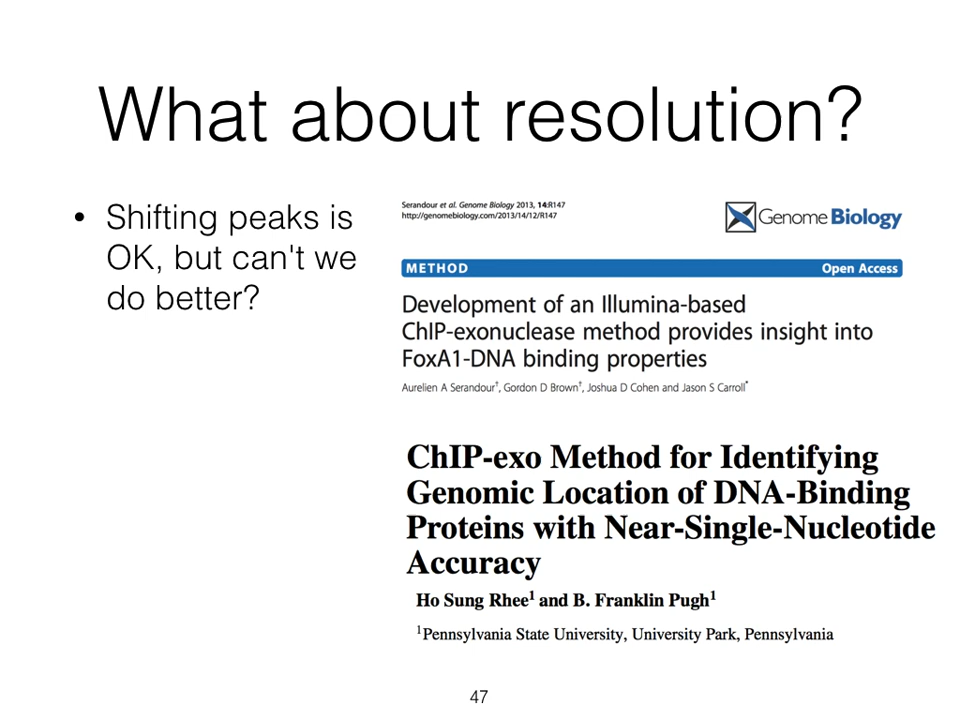 What about resolution?
• Shifting peaks is
OK, but can't we
do better?
Serandour et al. Genome Biology 2013, 14:R147
http://genomebiology.com/2013/14/12/R147
Genome Biology
METHOD
Open Access
Development of an Illumina-based
ChIP-exonuclease method provides insight into
FoxA1-DNA binding properties
Aurelien A Serandour†, Gordon D Brown†, Joshua D Cohen and Jason S Carroll*
ChIP-exo Method for Identifying
Genomic Location of DNA-Binding
Proteins with Near-Single-Nucleotide
Accuracy
Ho Sung Rhee1 and B. Franklin Pugh1
1Pennsylvania State University, University Park, Pennsylvania
47